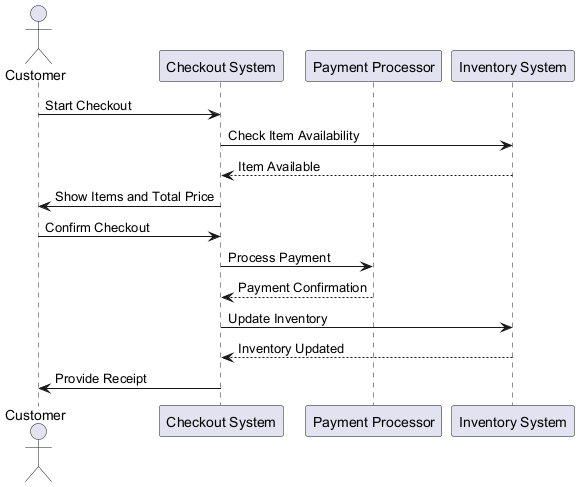 Customer
Checkout System
Payment Processor
Inventory System
Start Checkout
Check Item Availability
Item Available
Show Items and Total Price
Confirm Checkout
Process Payment
Payment Confirmation
Update Inventory
Inventory Updated
Provide Receipt
Customer
Checkout System
Payment Processor
Inventory System